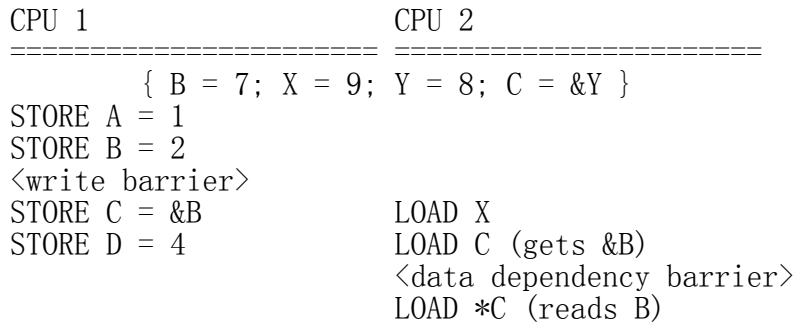 CPU 1                   CPU 2
======================= =======================
        { B = 7; X = 9; Y = 8; C = &Y }
STORE A = 1
STORE B = 2
<write barrier>
STORE C = &B            LOAD X
STORE D = 4             LOAD C (gets &B)
                        <data dependency barrier>
                        LOAD *C (reads B)